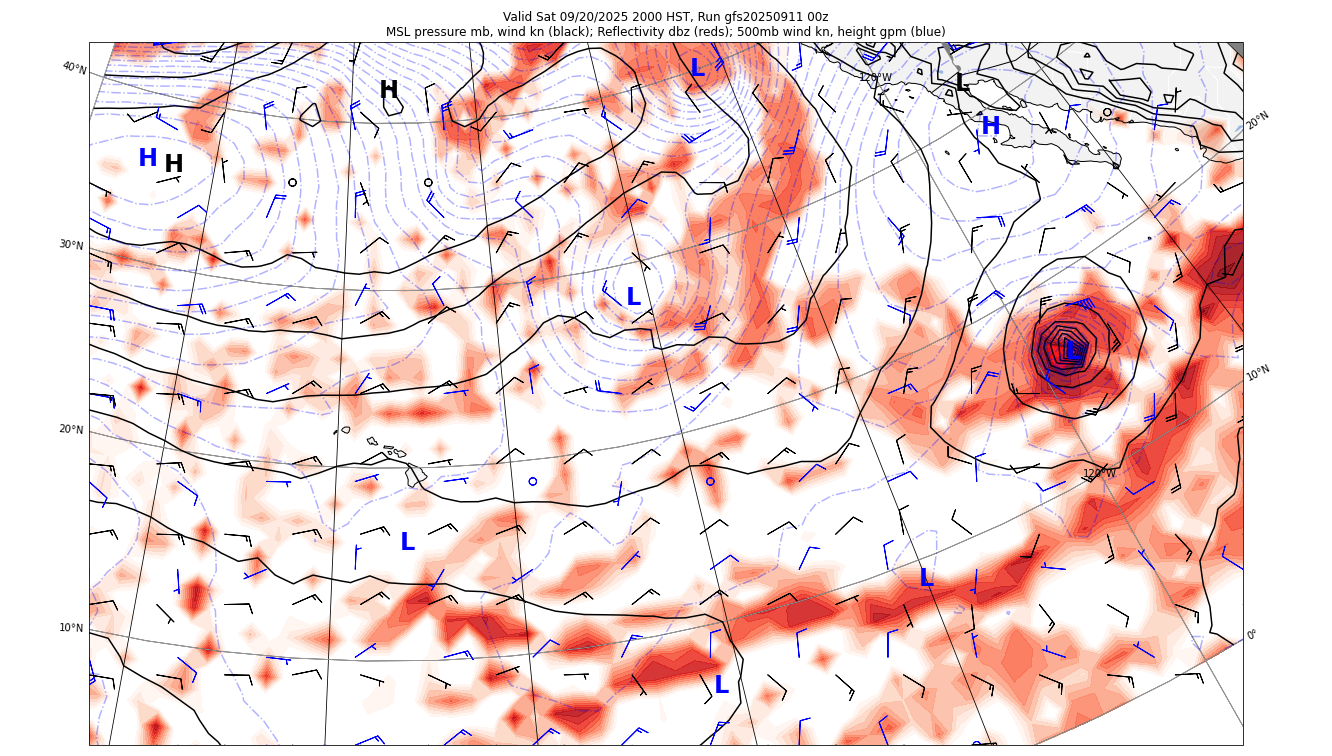 Valid Sat 09/20/2025 2000 HST, Run gfs20250911 00z
MSL pressure mb, wind kn (black); Reflectivity dbz (reds); 500mb wind kn, height gpm (blue)
40°N
L
H
120°W
L
20°N
H
H
H
30°N
L
L
10°N
20°N
120°W
L
L
10°N
0°
L